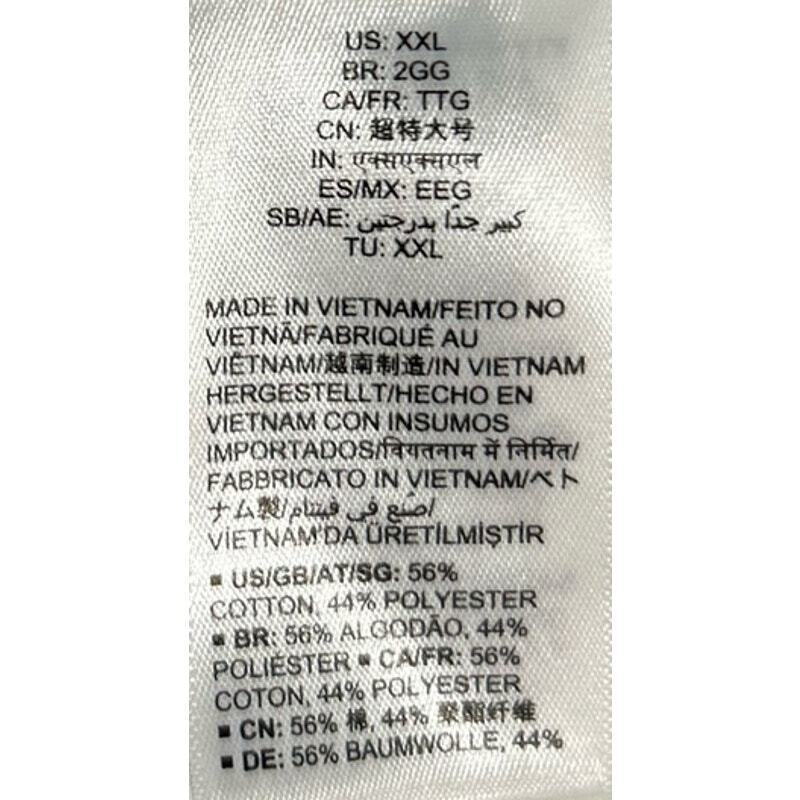 US: XXL
BR: 2GG
CA/FR: TTG
CN: 超特大号
IN: एक्सएक्सएल
ES/MX: EEG
SB/AE: كبير جدًا بدرجتين
TU: XXL
MADE IN VIETNAM/FEITO NO
VIETNÃ/FABRIQUÉ AU
VIÊTNAM/越南制造/IN VIETNAM
HERGESTELLT/HECHO EN
VIETNAM CON INSUMOS
IMPORTADOS/वियतनाम में निर्मित/
FABBRICATO IN VIETNAM/ベト
ナム製/صُنع في فيتنام/
VİETNAM'DA ÜRETİLMİŞTİR
▪ US/GB/AT/SG: 56%
COTTON, 44% POLYESTER
▪ BR: 56% ALGODÃO, 44%
POLIÉSTER ▪ CA/FR: 56%
COTON, 44% POLYESTER
▪ CN: 56% 棉, 44% 聚酯纤维
▪ DE: 56% BAUMWOLLE, 44%